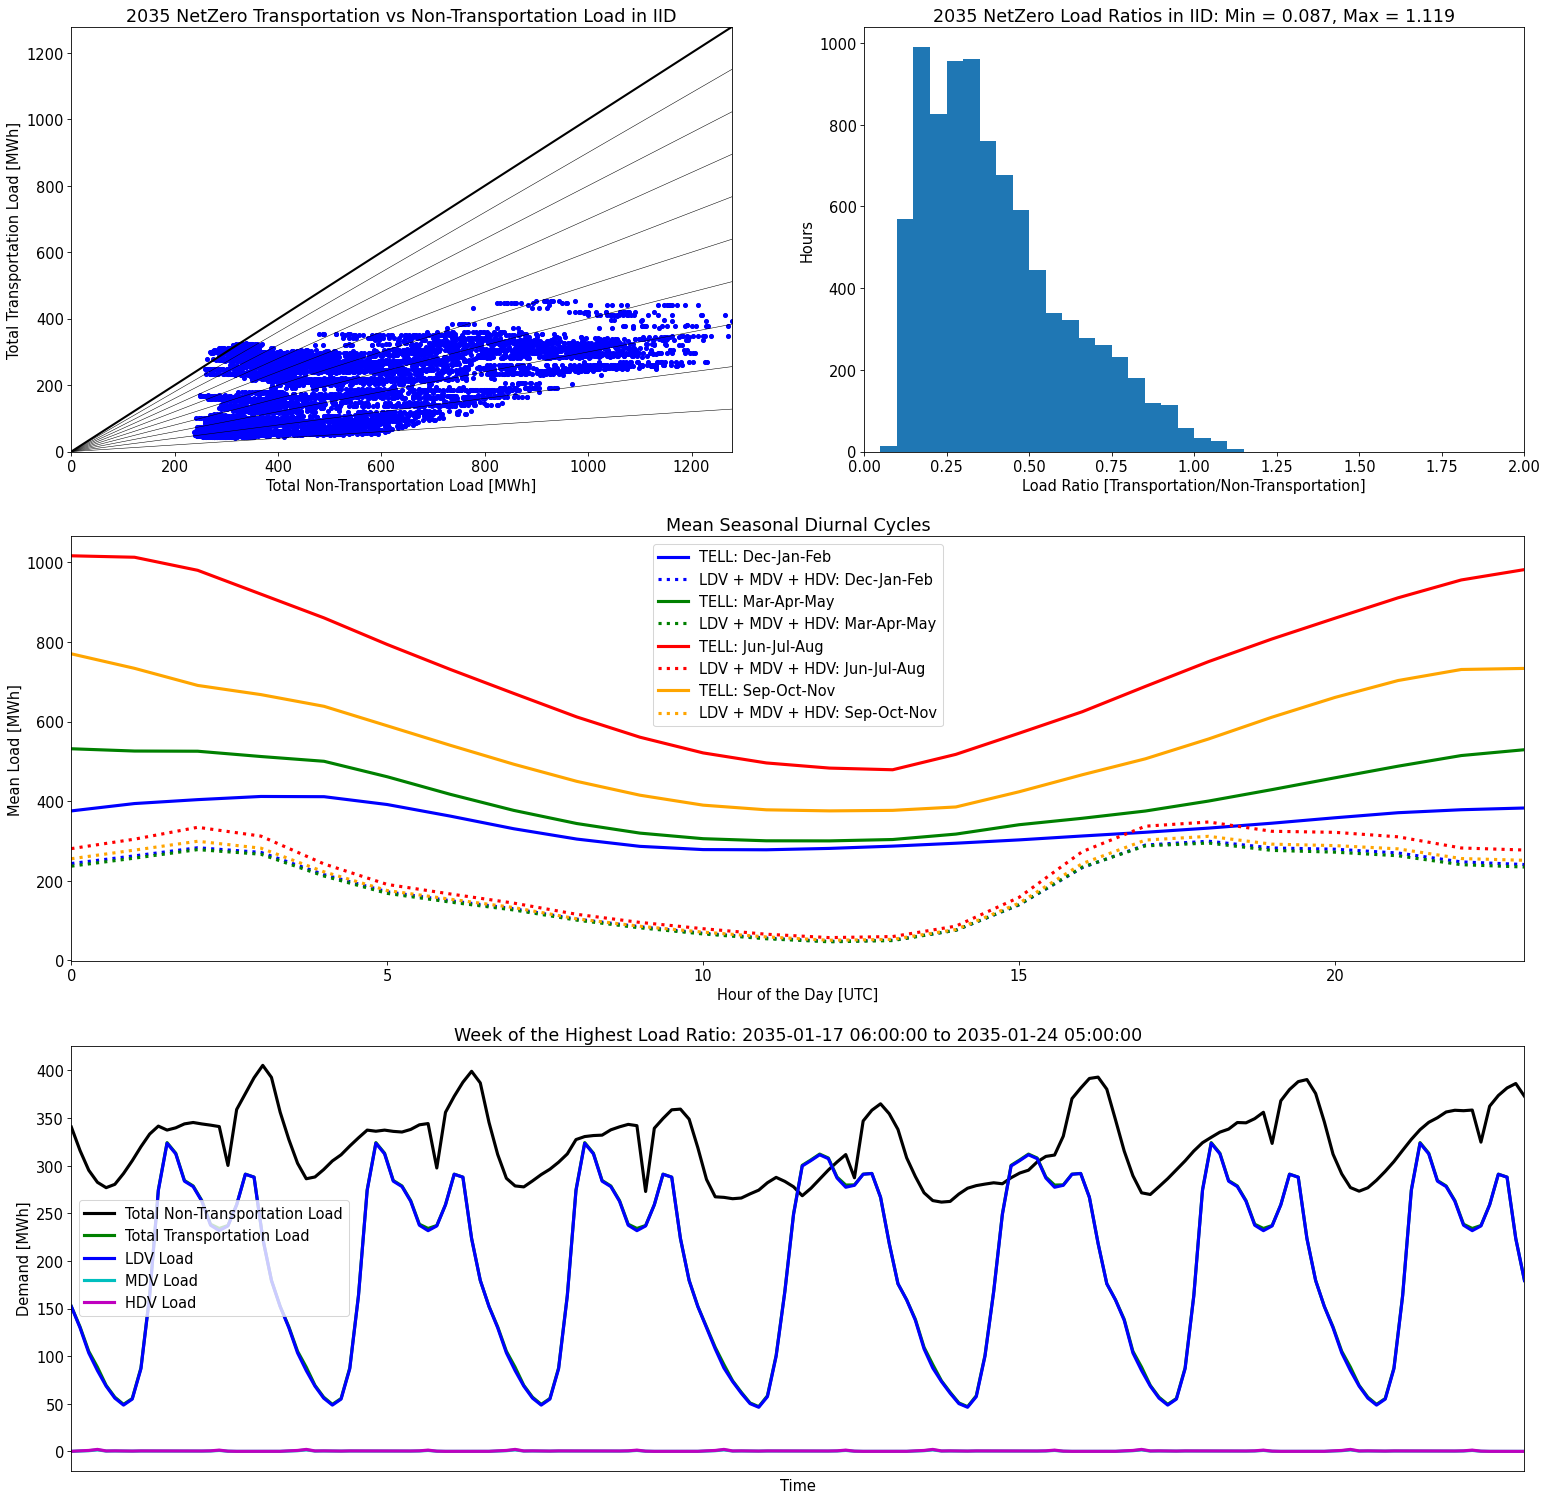 2035 NetZero Transportation vs Non-Transportation Load in IID
Total Transportation Load [MWh]
1200
1000
800
600
400
200
0
0 200 400 600 800 1000 1200
Total Non-Transportation Load [MWh]
2035 NetZero Load Ratios in IID: Min = 0.087, Max = 1.119
Hours
1000
800
600
400
200
0
0.00 0.25 0.50 0.75 1.00 1.25 1.50 1.75 2.00
Load Ratio [Transportation/Non-Transportation]
Mean Seasonal Diurnal Cycles
Mean Load [MWh]
1000
800
600
400
200
0
TELL: Dec-Jan-Feb
LDV + MDV + HDV: Dec-Jan-Feb
TELL: Mar-Apr-May
LDV + MDV + HDV: Mar-Apr-May
TELL: Jun-Jul-Aug
LDV + MDV + HDV: Jun-Jul-Aug
TELL: Sep-Oct-Nov
LDV + MDV + HDV: Sep-Oct-Nov
0 5 10 15 20
Hour of the Day [UTC]
Week of the Highest Load Ratio: 2035-01-17 06:00:00 to 2035-01-24 05:00:00
Demand [MWh]
400
350
300
250
200
150
100
50
0
Total Non-Transportation Load
Total Transportation Load
LDV Load
MDV Load
HDV Load
Time